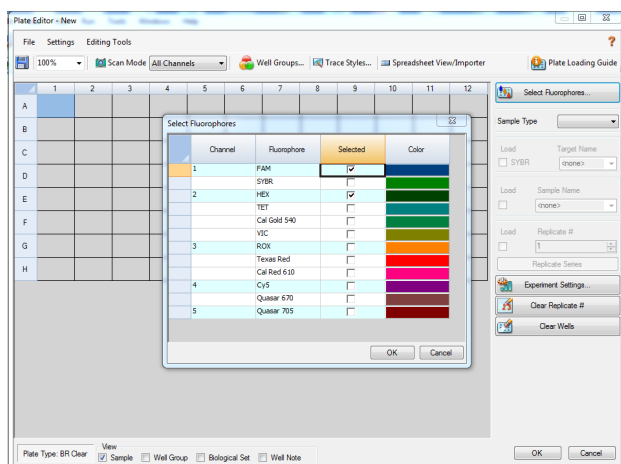 Plate Editor - New
File Settings Editing Tools ?
100% Scan Mode All Channels Well Groups... Trace Styles... Spreadsheet View/Importer Plate Loading Guide
1 2 3 4 5 6 7 8 9 10 11 12
A
B
C
D
E
F
G
H
Select Fluorophores
Channel Fluorophore Selected Color
1 FAM
SYBR
2 HEX
TET
Cal Gold 540
VIC
3 ROX
Texas Red
Cal Red 610
4 Cy5
Quasar 670
5 Quasar 705
OK Cancel
Select Fluorophores...
Sample Type
Load Target Name
SYBR <none>
Load Sample Name
<none>
Load Replicate #
1
Replicate Series
Experiment Settings...
Clear Replicate #
Clear Wells
Plate Type: BR Clear View
Sample Well Group Biological Set Well Note
OK Cancel